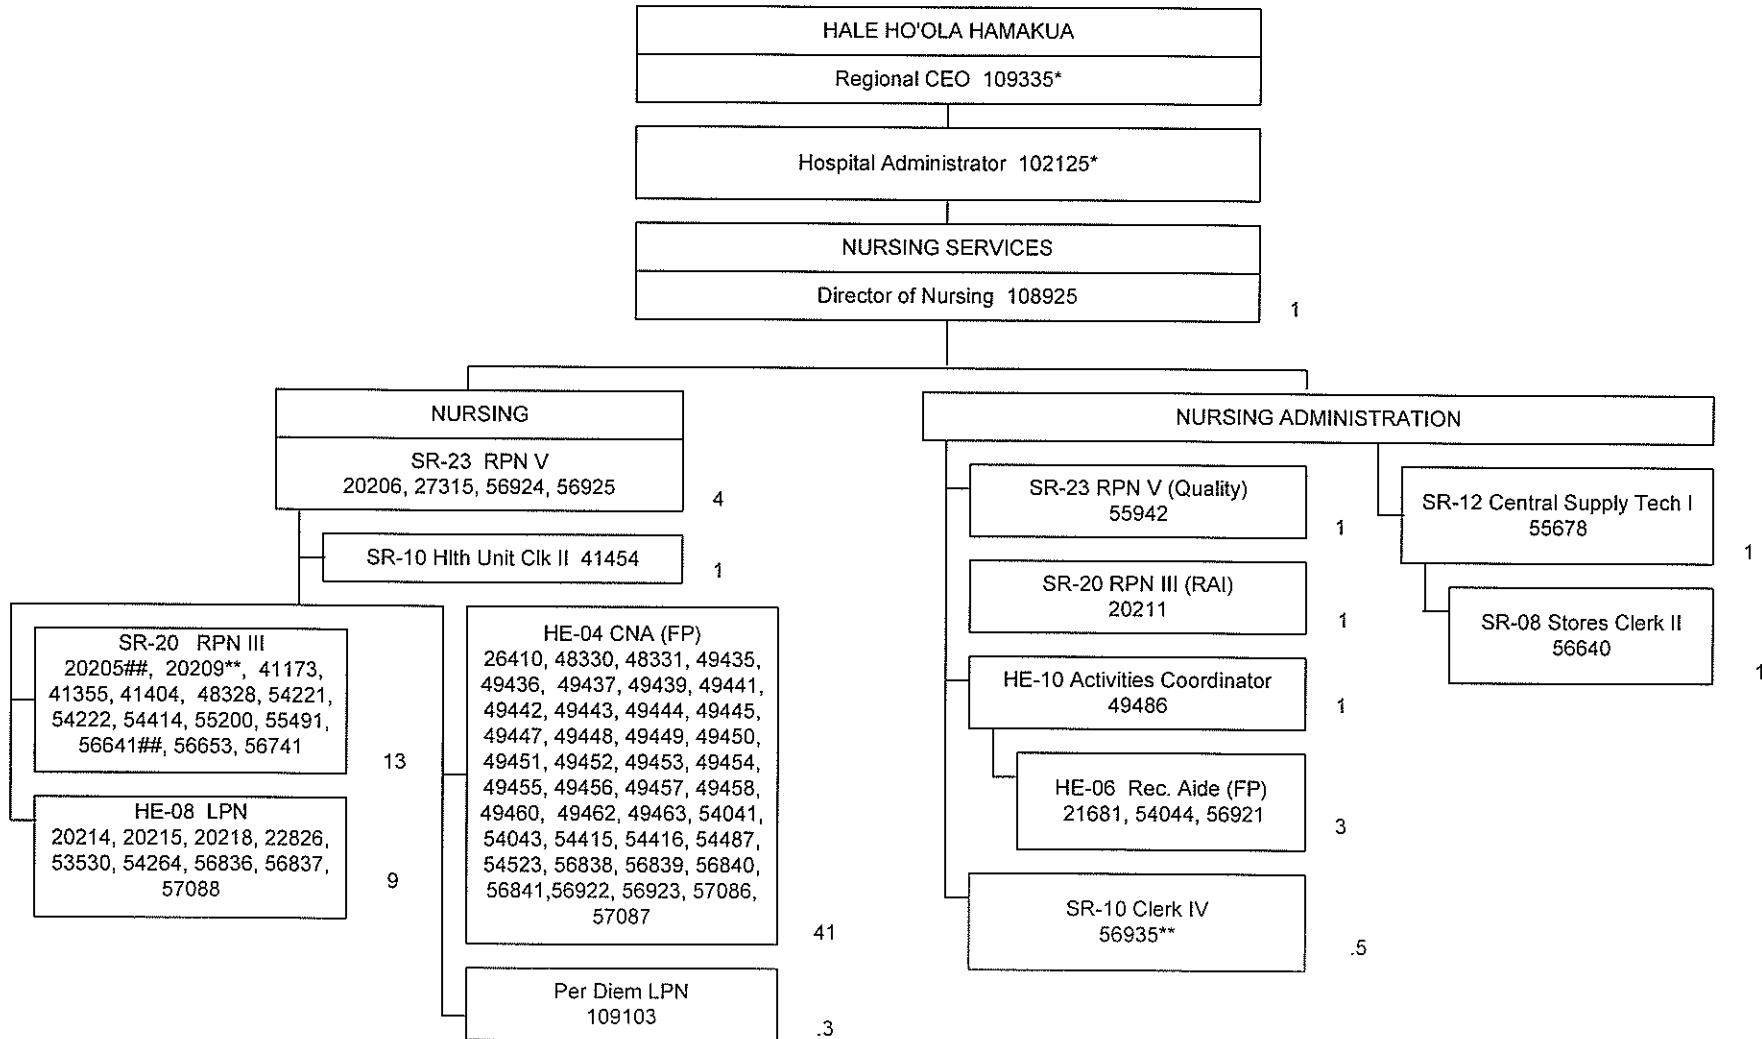 HALE HO'OLA HAMAKUA
Regional CEO 109335*
Hospital Administrator 102125*
NURSING SERVICES
Director of Nursing 108925
1
NURSING
SR-23 RPN V
20206, 27315, 56924, 56925
4
SR-10 Hlth Unit Clk II 41454
1
SR-20 RPN III
20205##, 20209**, 41173,
41355, 41404, 48328, 54221,
54222, 54414, 55200, 55491,
56641##, 56653, 56741
13
HE-08 LPN
20214, 20215, 20218, 22826,
53530, 54264, 56836, 56837,
57088
9
HE-04 CNA (FP)
26410, 48330, 48331, 49435,
49436, 49437, 49439, 49441,
49442, 49443, 49444, 49445,
49447, 49448, 49449, 49450,
49451, 49452, 49453, 49454,
49455, 49456, 49457, 49458,
49460, 49462, 49463, 54041,
54043, 54415, 54416, 54487,
54523, 56838, 56839, 56840,
56841,56922, 56923, 57086,
57087
41
Per Diem LPN
109103
.3
NURSING ADMINISTRATION
SR-23 RPN V (Quality)
55942
1
SR-20 RPN III (RAI)
20211
1
HE-10 Activities Coordinator
49486
1
HE-06 Rec. Aide (FP)
21681, 54044, 56921
3
SR-10 Clerk IV
56935**
.5
SR-12 Central Supply Tech I
55678
1
SR-08 Stores Clerk II
56640
1